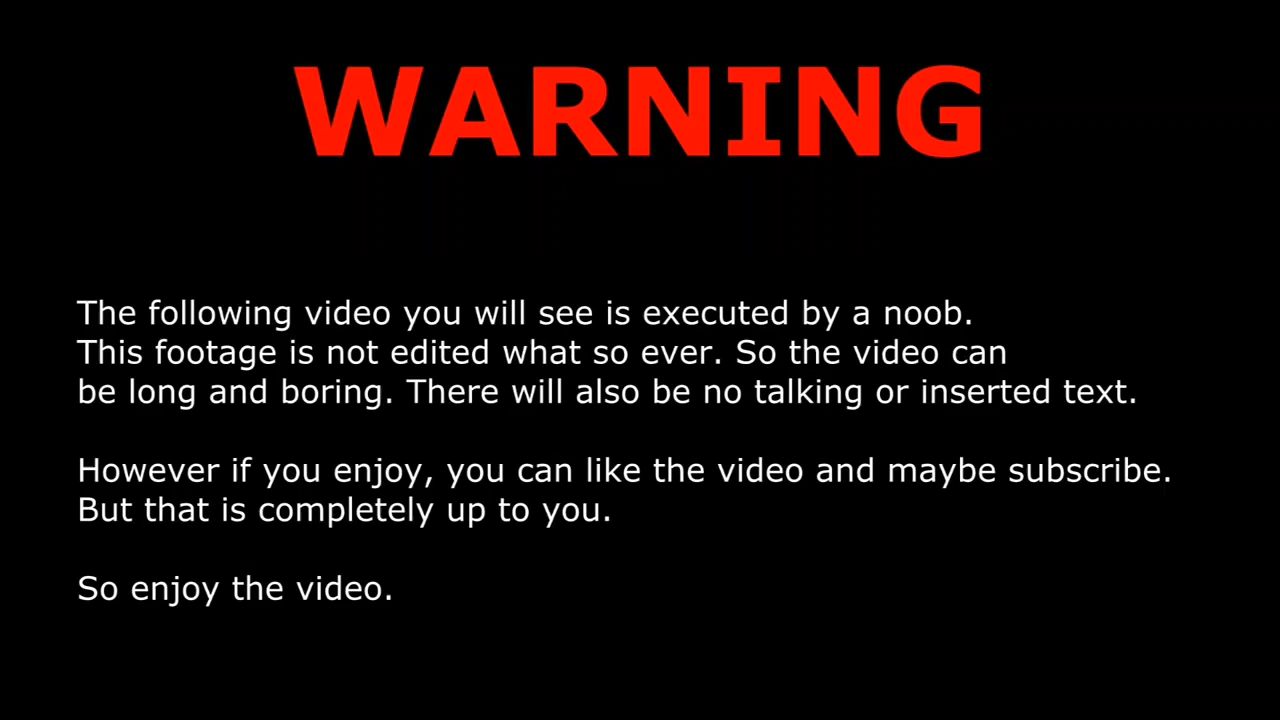 WARNING
The following video you will see is executed by a noob.
This footage is not edited what so ever. So the video can
be long and boring. There will also be no talking or inserted text.
However if you enjoy, you can like the video and maybe subscribe.
But that is completely up to you.
So enjoy the video.